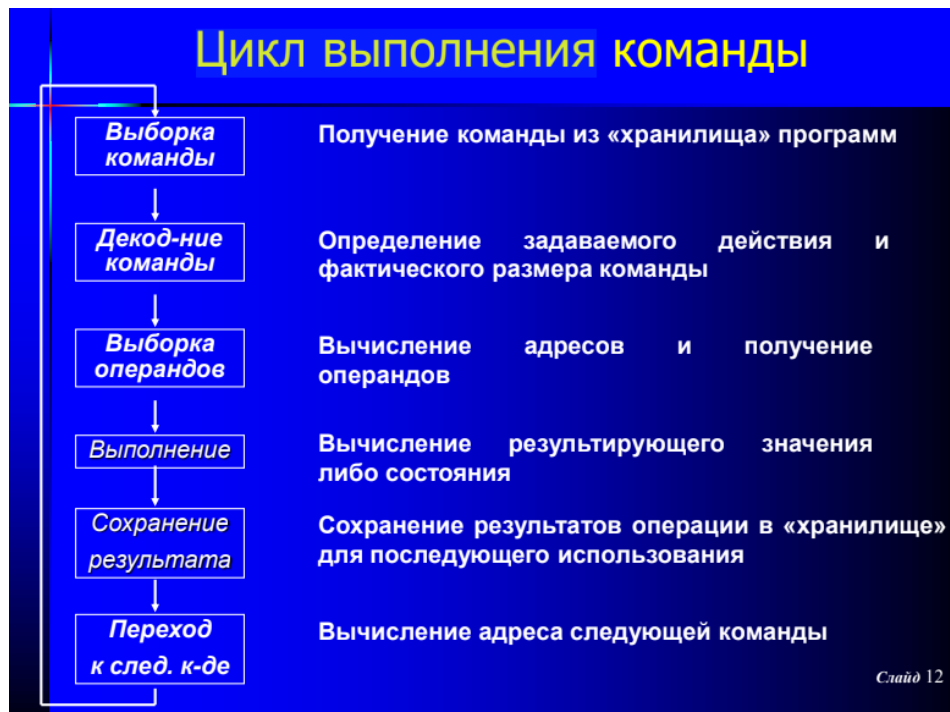 Цикл выполнения команды
Выборка
команды
Получение команды из «хранилища» программ
Декод-ние
команды
Определение задаваемого действия и
фактического размера команды
Выборка
операндов
Вычисление адресов и получение
операндов
Выполнение
Вычисление результирующего значения
либо состояния
Сохранение
результата
Сохранение результатов операции в «хранилище»
для последующего использования
Переход
к след. к-де
Вычисление адреса следующей команды
Слайд 12